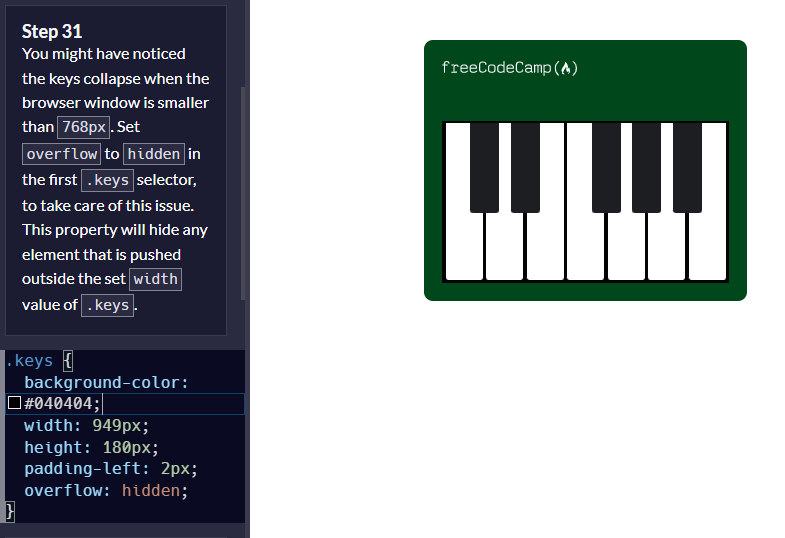 Step 31
You might have noticed
the keys collapse when the
browser window is smaller
than 768px. Set
overflow to hidden in
the first .keys selector,
to take care of this issue.
This property will hide any
element that is pushed
outside the set width
value of .keys.
.keys {
background-color:
#040404;
width: 949px;
height: 180px;
padding-left: 2px;
overflow: hidden;
}
freeCodeCamp(🔥)